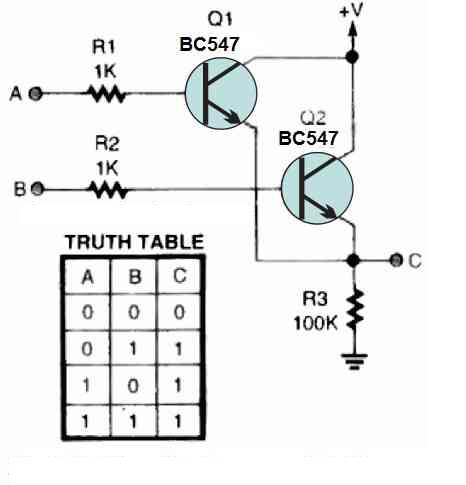 Q1
BC547
+V
R1
1K
A
Q2
BC547
R2
1K
B
TRUTH TABLE
A B C
0 0 0
0 1 1
1 0 1
1 1 1
C
R3
100K